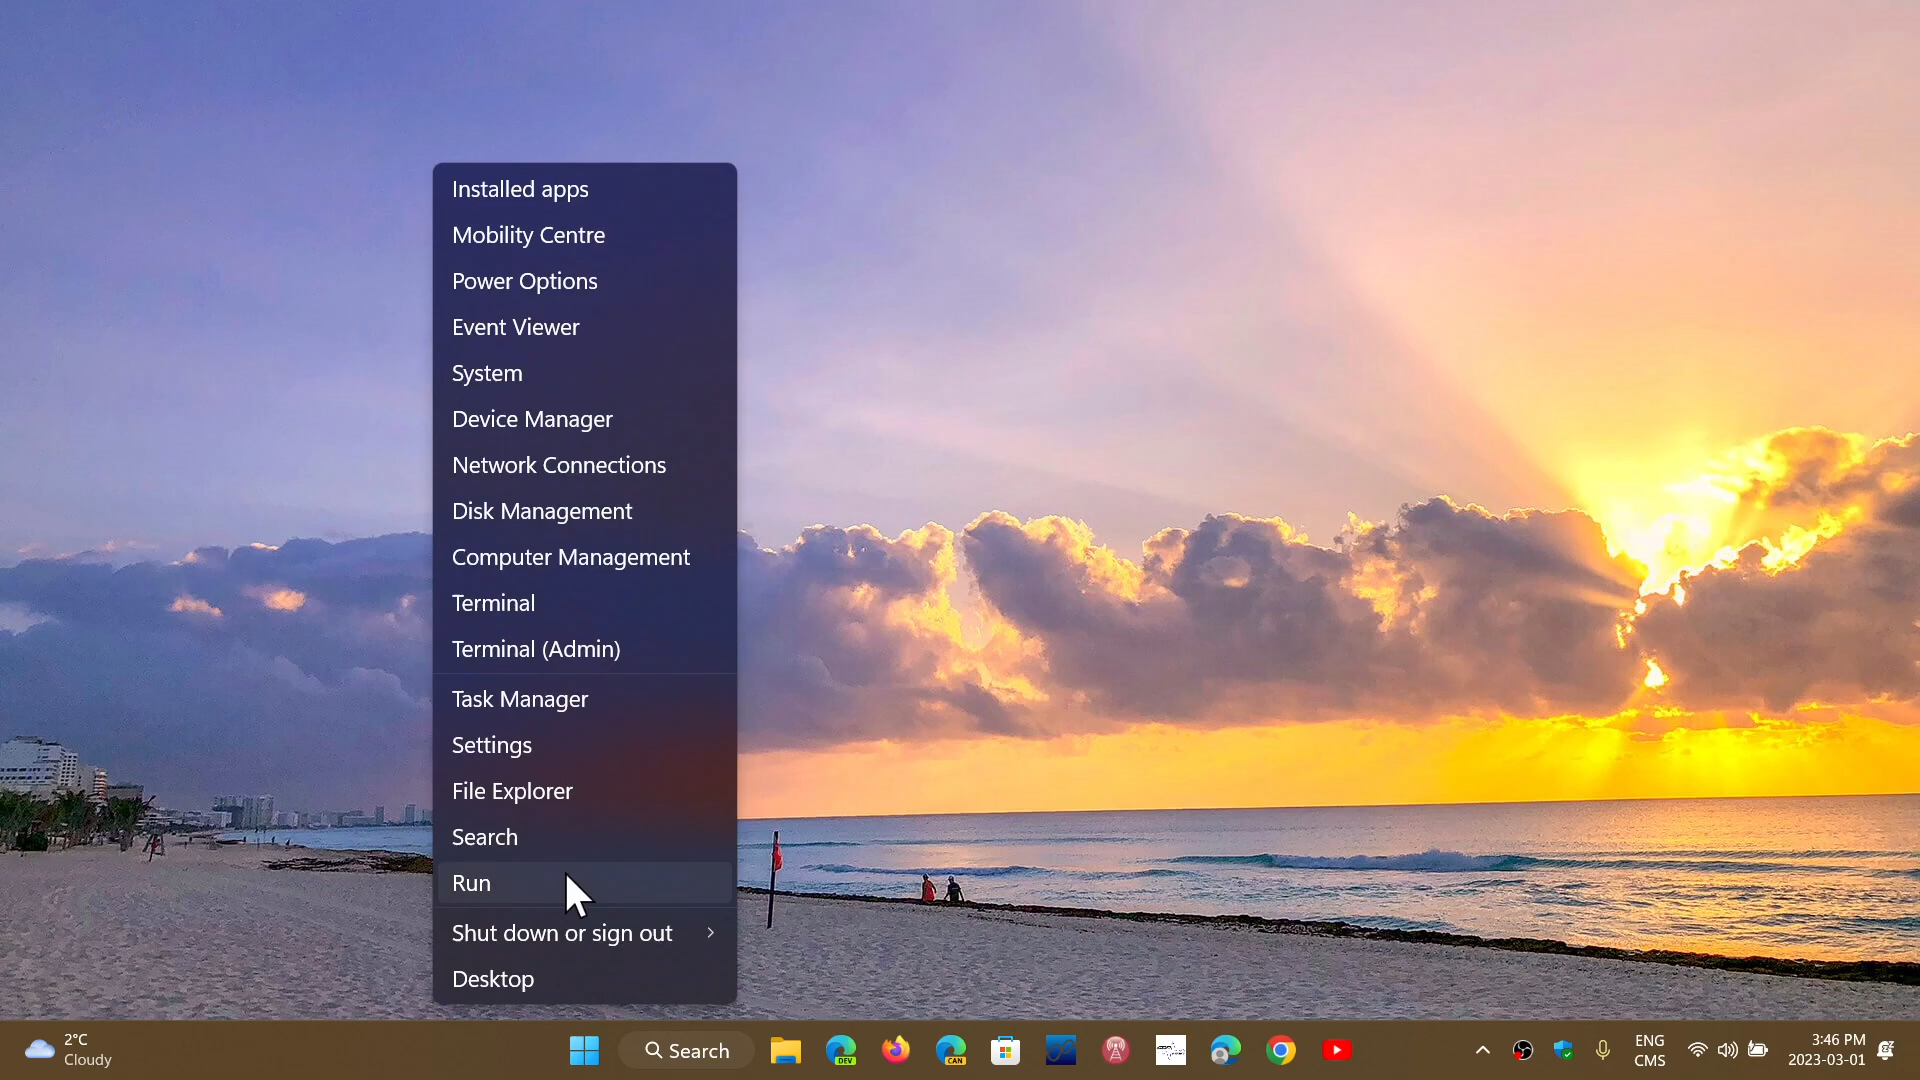 Installed apps
Mobility Centre
Power Options
Event Viewer
System
Device Manager
Network Connections
Disk Management
Computer Management
Terminal
Terminal (Admin)
Task Manager
Settings
File Explorer
Search
Run
Shut down or sign out
Desktop
2°C
Cloudy
Search
DEV
CAN
ENG
CMS
3:46 PM
2023-03-01